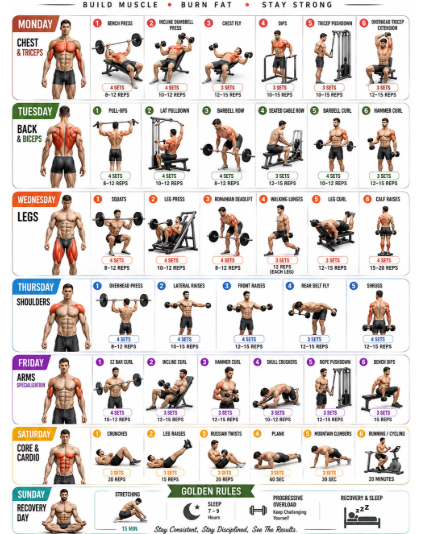 BUILD MUSCLE • BURN FAT • STAY STRONG
MONDAY
CHEST
& TRICEPS
1 BENCH PRESS
4 SETS
8–12 REPS
2 INCLINE DUMBBELL
PRESS
4 SETS
10–12 REPS
3 CHEST FLY
3 SETS
12–15 REPS
4 DIPS
3 SETS
10–15 REPS
5 TRICEP PUSHDOWN
3 SETS
10–15 REPS
6 OVERHEAD TRICEP
EXTENSION
3 SETS
12–15 REPS
TUESDAY
BACK
& BICEPS
1 PULL-UPS
4 SETS
8–12 REPS
2 LAT PULLDOWN
4 SETS
10–12 REPS
3 BARBELL ROW
4 SETS
8–12 REPS
4 SEATED CABLE ROW
3 SETS
12–15 REPS
5 BARBELL CURL
4 SETS
10–12 REPS
6 HAMMER CURL
3 SETS
12–15 REPS
WEDNESDAY
LEGS
1 SQUATS
4 SETS
8–12 REPS
2 LEG PRESS
4 SETS
10–12 REPS
3 ROMANIAN DEADLIFT
4 SETS
8–12 REPS
4 WALKING LUNGES
3 SETS
12 REPS
(EACH LEG)
5 LEG CURL
3 SETS
12–15 REPS
6 CALF RAISES
4 SETS
15–20 REPS
THURSDAY
SHOULDERS
1 OVERHEAD PRESS
4 SETS
8–12 REPS
2 LATERAL RAISES
4 SETS
10–15 REPS
3 FRONT RAISES
3 SETS
12–15 REPS
4 REAR DELT FLY
3 SETS
12–15 REPS
5 SHRUGS
4 SETS
12–15 REPS
FRIDAY
ARMS
SPECIALIZATION
1 EZ BAR CURL
4 SETS
10–12 REPS
2 INCLINE CURL
3 SETS
12–15 REPS
3 HAMMER CURL
3 SETS
12–15 REPS
4 SKULL CRUSHERS
4 SETS
10–12 REPS
5 ROPE PUSHDOWN
3 SETS
12–15 REPS
6 BENCH DIPS
3 SETS
15 REPS
SATURDAY
CORE &
CARDIO
1 CRUNCHES
3 SETS
20 REPS
2 LEG RAISES
3 SETS
15 REPS
3 RUSSIAN TWISTS
3 SETS
20 REPS
4 PLANK
3 SETS
60 SEC
5 MOUNTAIN CLIMBERS
3 SETS
30 SEC
6 RUNNING / CYCLING
20 MINUTES
SUNDAY
RECOVERY
DAY
STRETCHING
15 MIN
GOLDEN RULES
SLEEP
7 – 9
Hours
PROGRESSIVE
OVERLOAD
Keep Challenging
Yourself
RECOVERY & SLEEP
Stay Consistent, Stay Disciplined, See The Results.